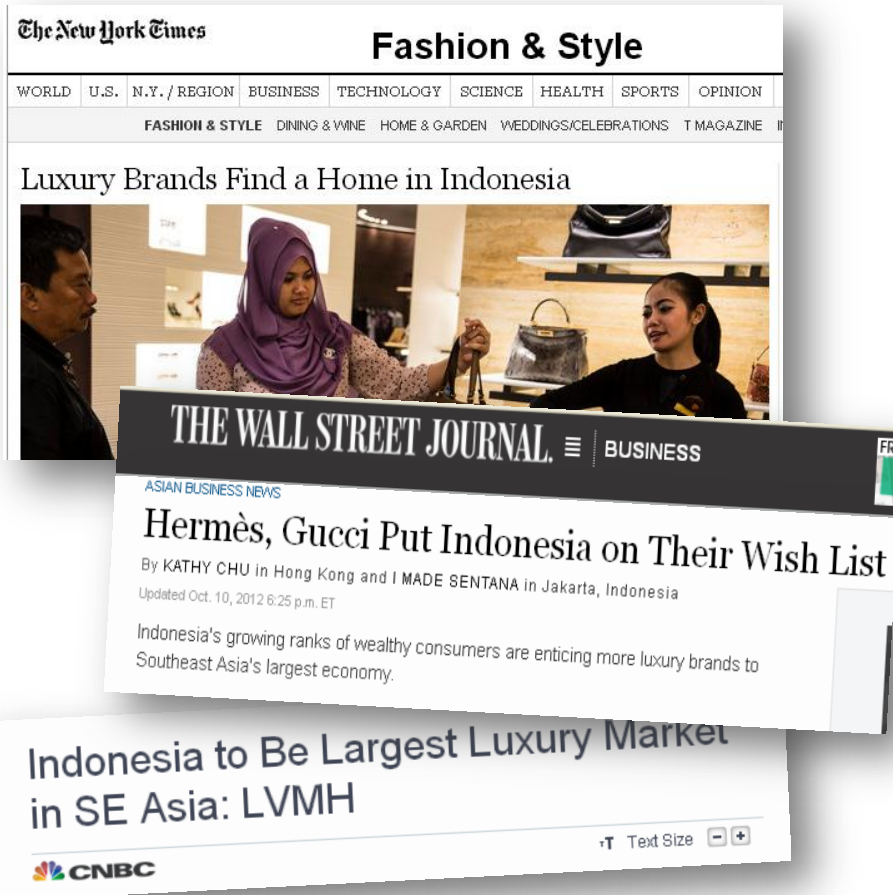 The New York Times
Fashion & Style
WORLD U.S. N.Y. / REGION BUSINESS TECHNOLOGY SCIENCE HEALTH SPORTS OPINION
FASHION & STYLE DINING & WINE HOME & GARDEN WEDDINGS/CELEBRATIONS T MAGAZINE
Luxury Brands Find a Home in Indonesia
THE WALL STREET JOURNAL. BUSINESS
FR
ASIAN BUSINESS NEWS
Hermès, Gucci Put Indonesia on Their Wish List
By KATHY CHU in Hong Kong and I MADE SENTANA in Jakarta, Indonesia
Updated Oct. 10, 2012 6:25 p.m. ET
Indonesia's growing ranks of wealthy consumers are enticing more luxury brands to
Southeast Asia's largest economy.
Indonesia to Be Largest Luxury Market
in SE Asia: LVMH
TT Text Size - +
CNBC